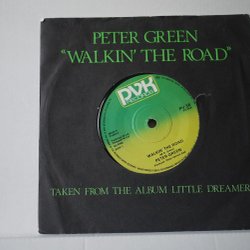 PETER GREEN
"WALKIN' THE ROAD"
PVK
WALKIN' THE ROAD
PETER GREEN
TAKEN FROM THE ALBUM LITTLE DREAMER